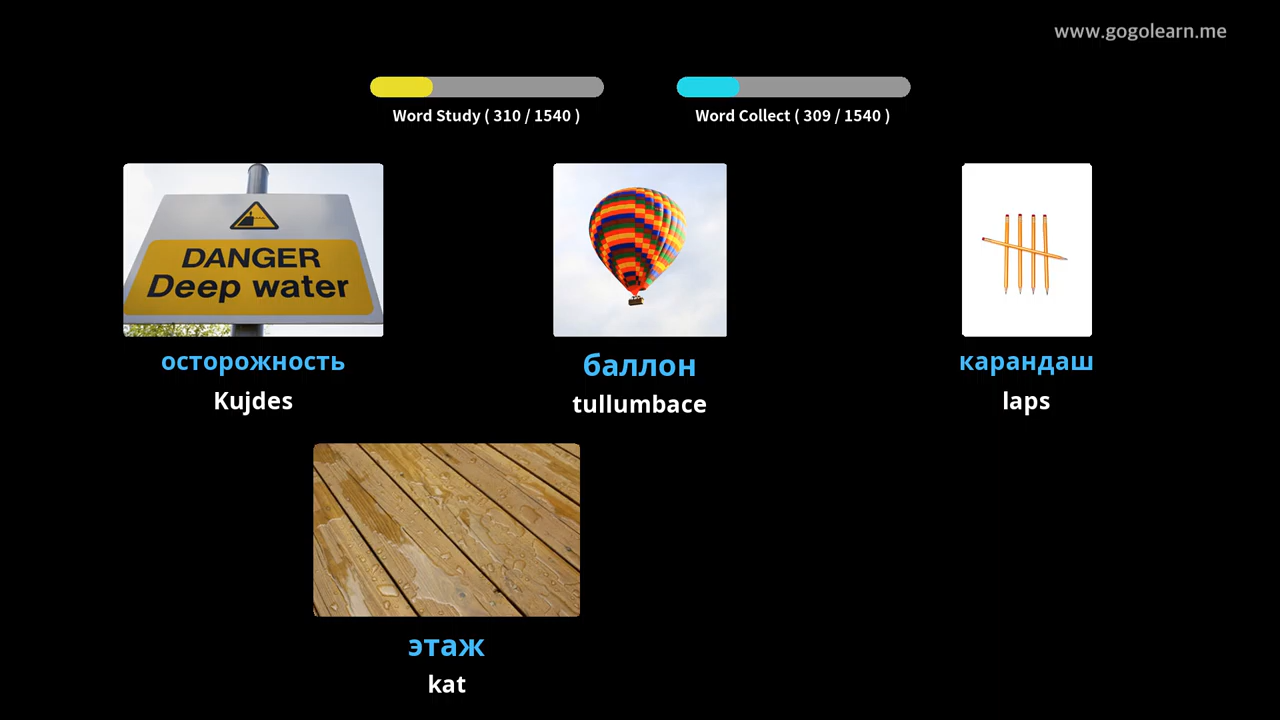 www.gogolearn.me
Word Study ( 310 / 1540 )
Word Collect ( 309 / 1540 )
DANGER
Deep water
осторожность
Kujdes
баллон
tullumbace
карандаш
laps
этаж
kat